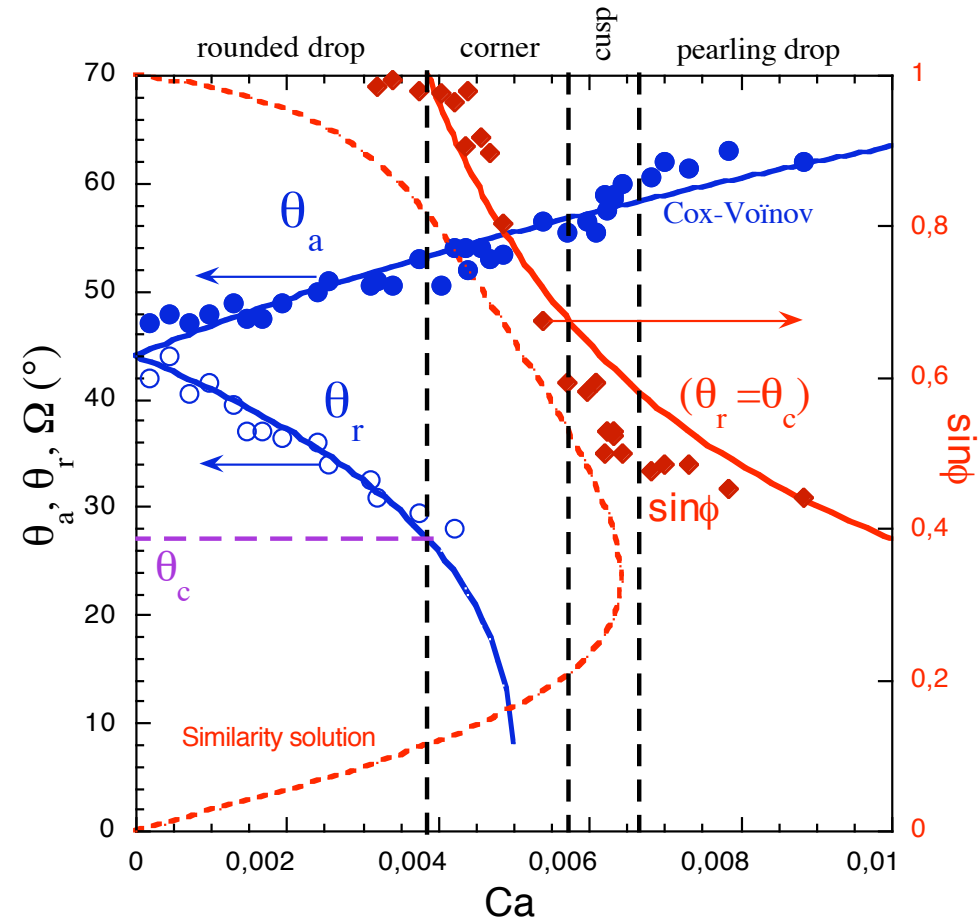 rounded drop corner cusp pearling drop
70 1
60
θa
Cox-Voïnov
0,8
50
40
θr
(θr =θc)
0,6
θa, θr, Ω (°)
sinϕ
30
sinϕ
0,4
θc
20
0,2
10
Similarity solution
0 0
0 0,002 0,004 0,006 0,008 0,01
Ca